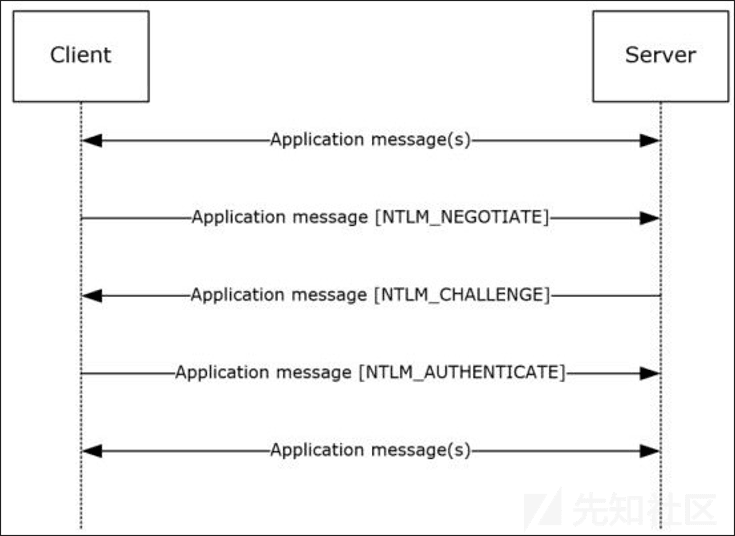 Client
Server
Application message(s)
Application message [NTLM_NEGOTIATE]
Application message [NTLM_CHALLENGE]
Application message [NTLM_AUTHENTICATE]
Application message(s)
先知社区